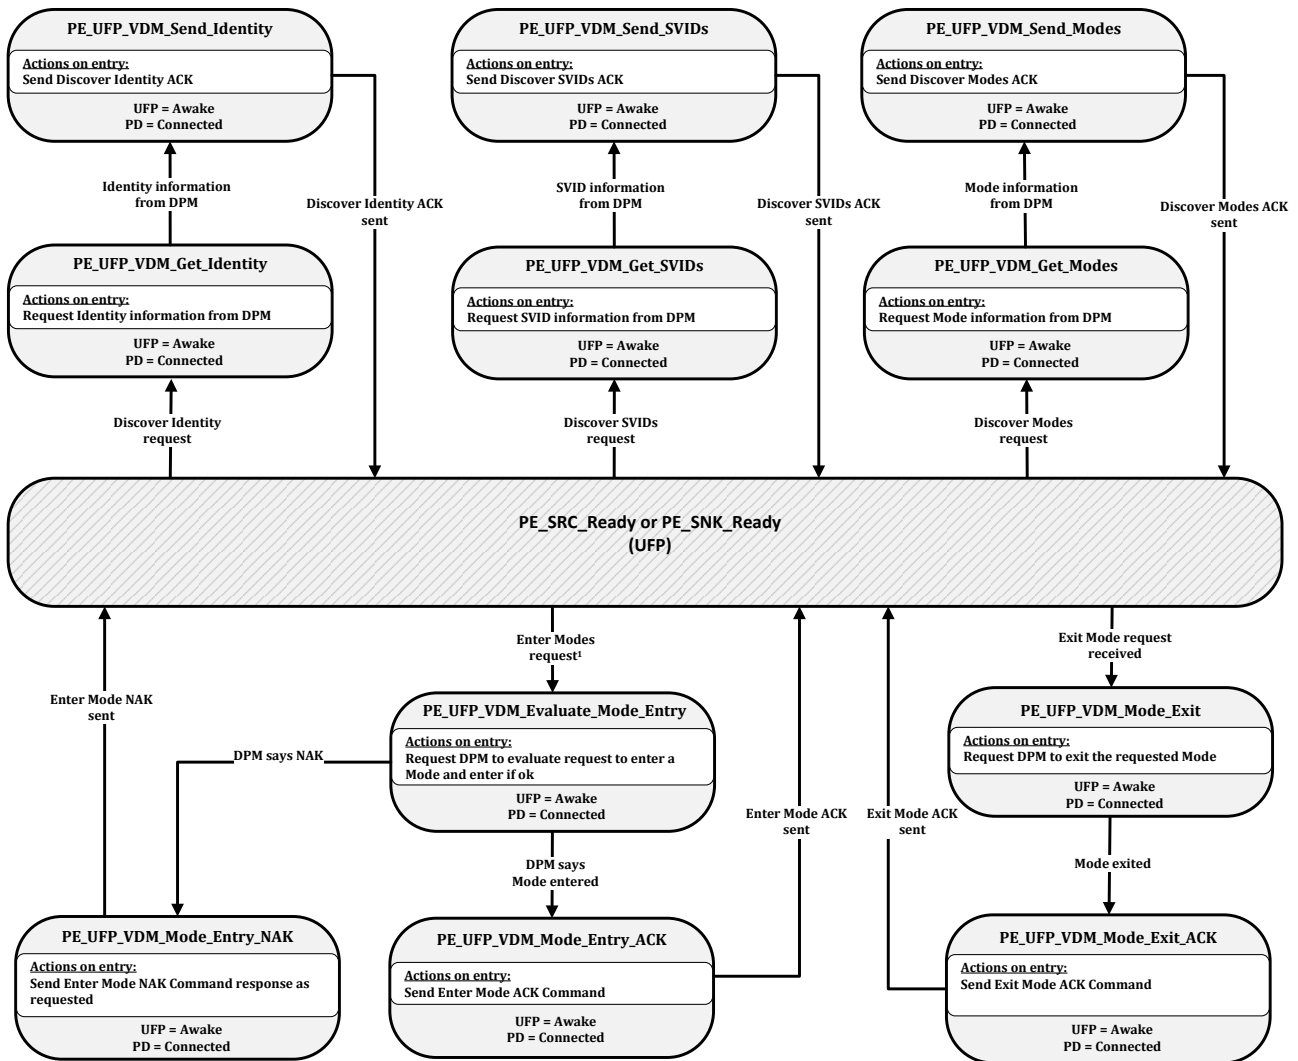 PE_UFP_VDM_Send_Identity
Actions on entry:
Send Discover Identity ACK
UFP = Awake
PD = Connected
PE_UFP_VDM_Send_SVIDs
Actions on entry:
Send Discover SVIDs ACK
UFP = Awake
PD = Connected
PE_UFP_VDM_Send_Modes
Actions on entry:
Send Discover Modes ACK
UFP = Awake
PD = Connected
Identity information
from DPM
Discover Identity ACK
sent
SVID information
from DPM
Discover SVIDs ACK
sent
Mode information
from DPM
Discover Modes ACK
sent
PE_UFP_VDM_Get_Identity
Actions on entry:
Request Identity information from DPM
UFP = Awake
PD = Connected
PE_UFP_VDM_Get_SVIDs
Actions on entry:
Request SVID information from DPM
UFP = Awake
PD = Connected
PE_UFP_VDM_Get_Modes
Actions on entry:
Request Mode information from DPM
UFP = Awake
PD = Connected
Discover Identity
request
Discover SVIDs
request
Discover Modes
request
PE_SRC_Ready or PE_SNK_Ready
(UFP)
Enter Modes
request¹
Exit Mode request
received
Enter Mode NAK
sent
PE_UFP_VDM_Evaluate_Mode_Entry
Actions on entry:
Request DPM to evaluate request to enter a
Mode and enter if ok
UFP = Awake
PD = Connected
DPM says NAK
Enter Mode ACK
sent
Exit Mode ACK
sent
PE_UFP_VDM_Mode_Exit
Actions on entry:
Request DPM to exit the requested Mode
UFP = Awake
PD = Connected
DPM says
Mode entered
Mode exited
PE_UFP_VDM_Mode_Entry_NAK
Actions on entry:
Send Enter Mode NAK Command response as
requested
UFP = Awake
PD = Connected
PE_UFP_VDM_Mode_Entry_ACK
Actions on entry:
Send Enter Mode ACK Command
UFP = Awake
PD = Connected
PE_UFP_VDM_Mode_Exit_ACK
Actions on entry:
Send Exit Mode ACK Command
UFP = Awake
PD = Connected